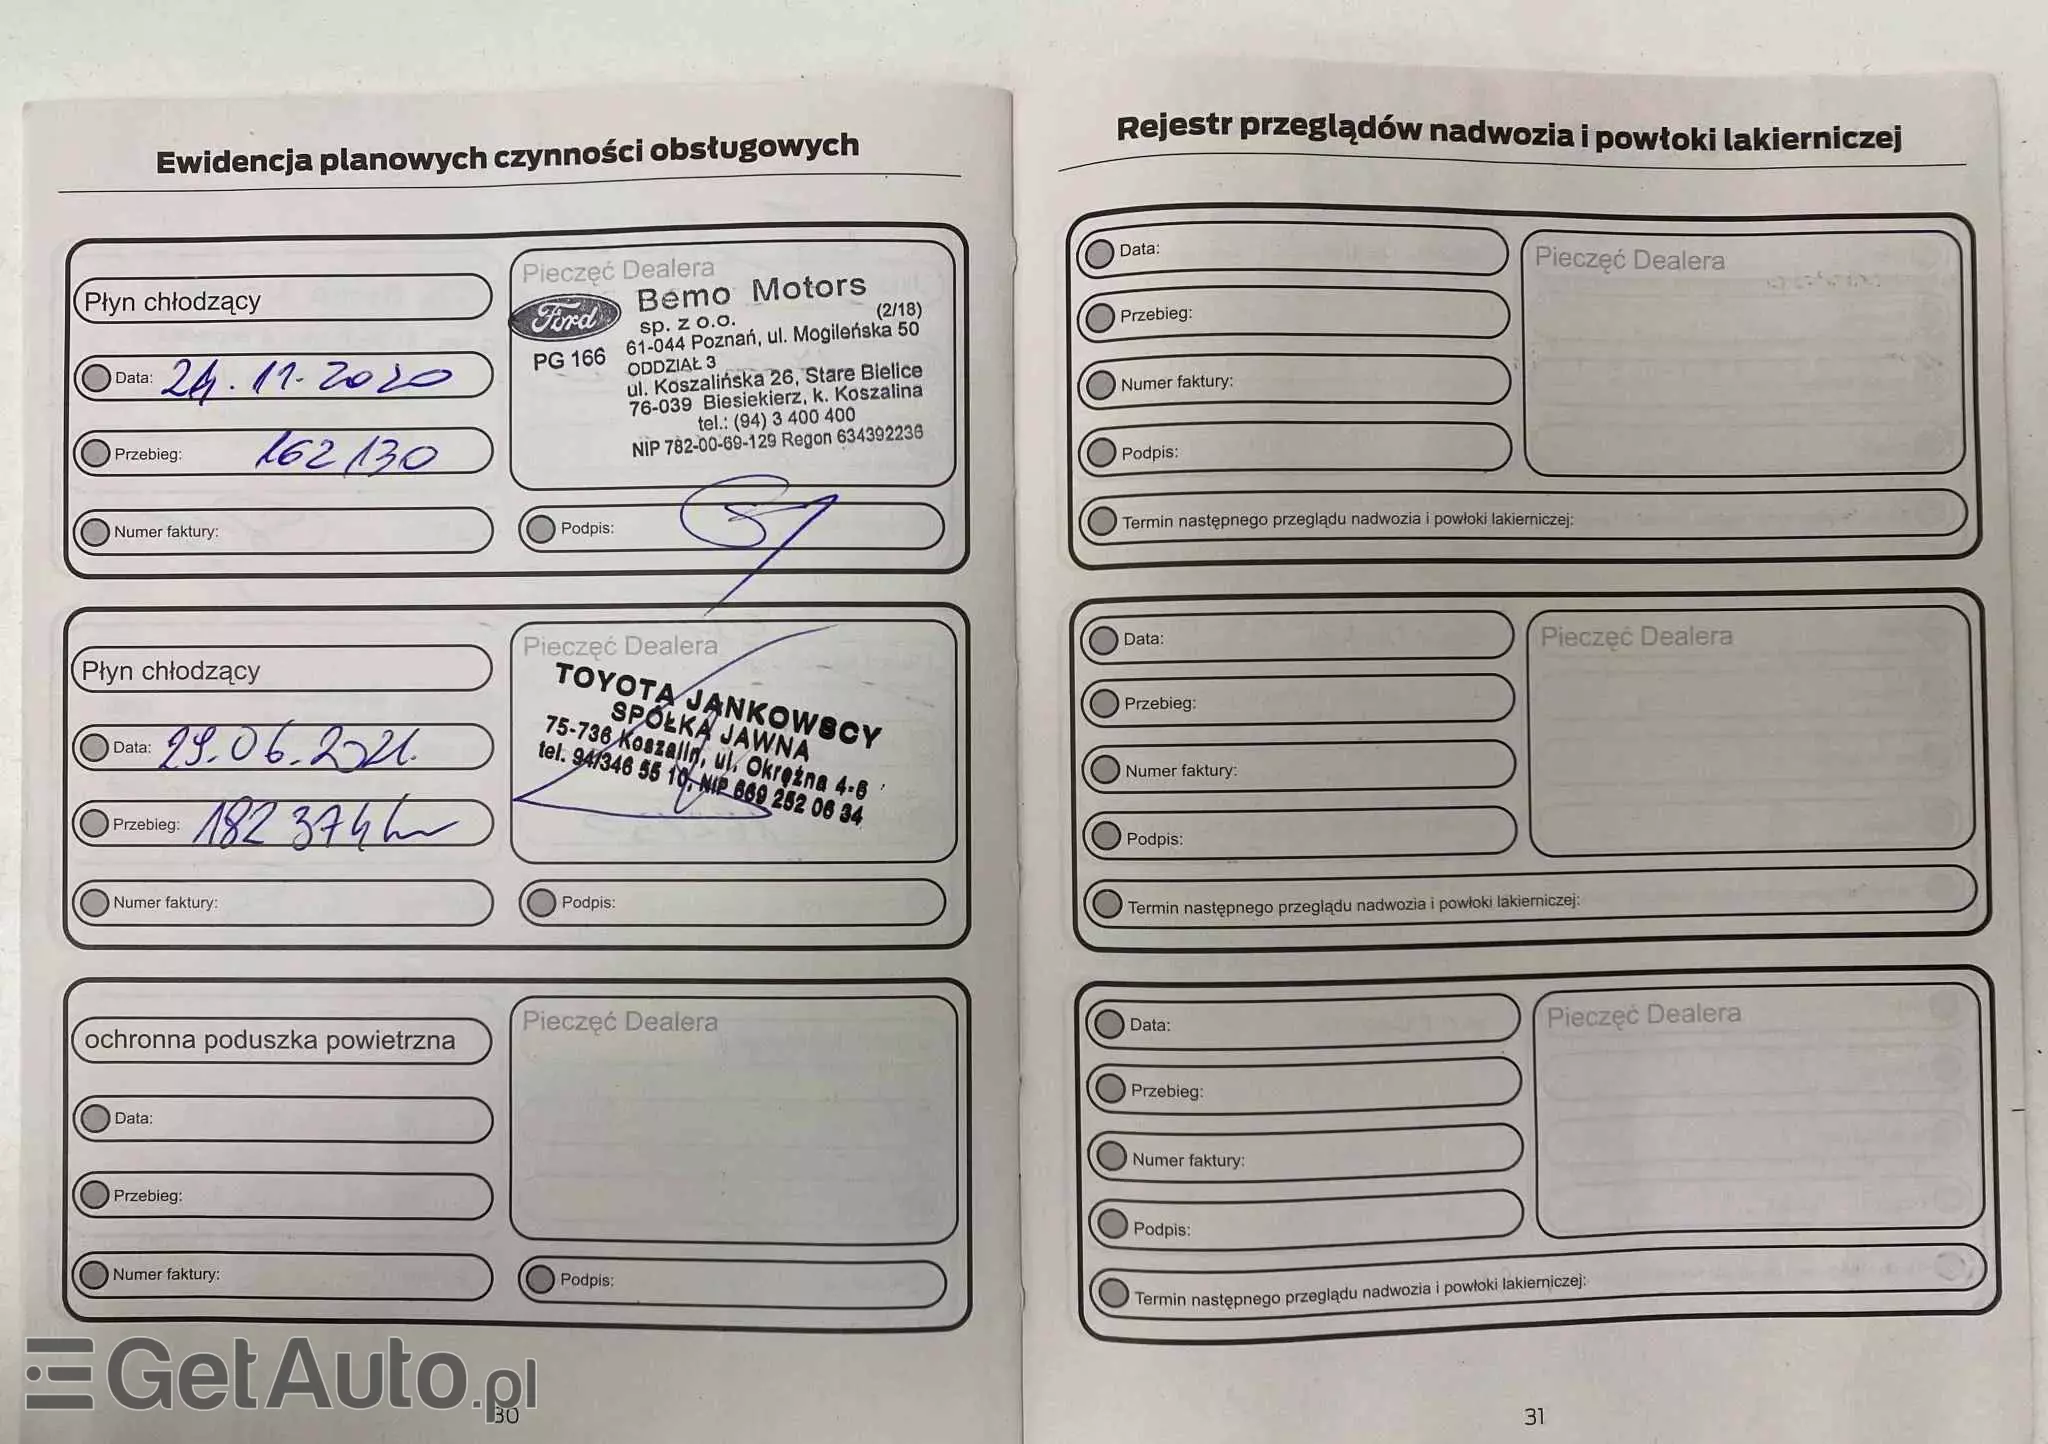 Ewidencja planowych czynności obsługowych
Płyn chłodzący
Data: 24.11.2020
Przebieg: 162130
Numer faktury:
Pieczęć Dealera
Ford
PG 166
Bemo Motors
sp. z o.o. (2/18)
61-044 Poznań, ul. Mogileńska 50
ODDZIAŁ 3
ul. Koszalińska 26, Stare Bielice
76-039 Biesiekierz, k. Koszalina
tel.: (94) 3 400 400
NIP 782-00-69-129 Regon 634392236
Podpis:
Płyn chłodzący
Data: 29.06.2021.
Przebieg: 182 374 km
Numer faktury:
Pieczęć Dealera
TOYOTA JANKOWSCY
SPÓŁKA JAWNA
75-736 Koszalin, ul. Okrężna 4-6
tel. 94/346 55 10, NIP 669 252 06 34
Podpis:
ochronna poduszka powietrzna
Data:
Przebieg:
Numer faktury:
Pieczęć Dealera
Podpis:
30
Rejestr przeglądów nadwozia i powłoki lakierniczej
Data:
Przebieg:
Numer faktury:
Podpis:
Pieczęć Dealera
Termin następnego przeglądu nadwozia i powłoki lakierniczej:
Data:
Przebieg:
Numer faktury:
Podpis:
Pieczęć Dealera
Termin następnego przeglądu nadwozia i powłoki lakierniczej:
Data:
Przebieg:
Numer faktury:
Podpis:
Pieczęć Dealera
Termin następnego przeglądu nadwozia i powłoki lakierniczej:
31
GetAuto.pl